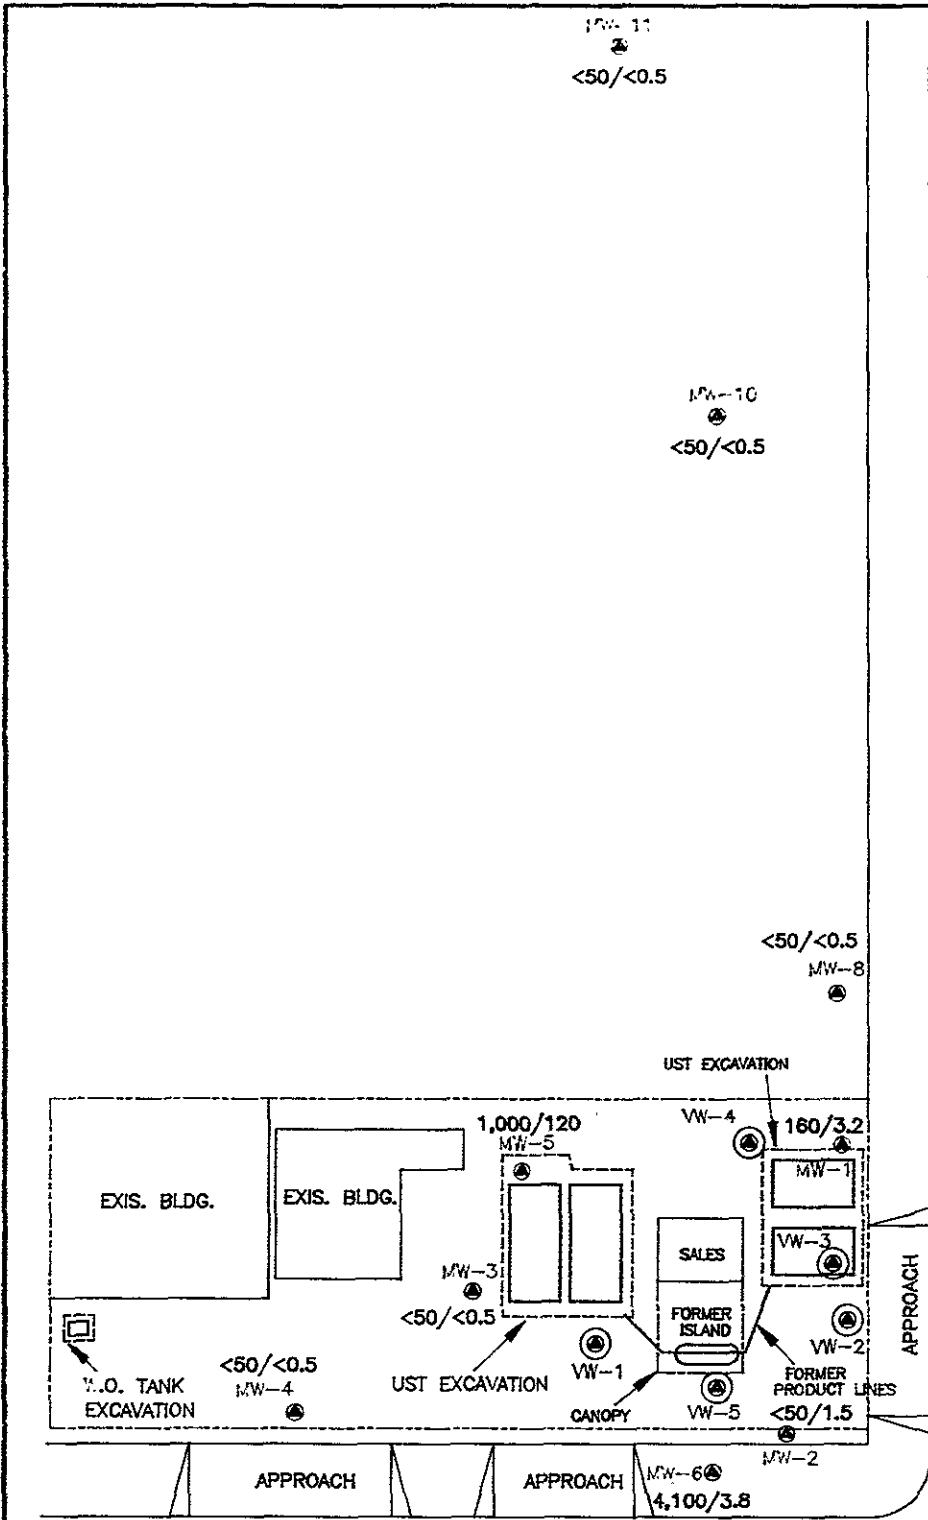 MW-11
<50/<0.5
MW-10
<50/<0.5
<50/<0.5
MW-8
UST EXCAVATION
1,000/120
MW-5
VW-4
160/3.2
MW-1
EXIS. BLDG.
EXIS. BLDG.
SALES
VW-3
MW-3
<50/<0.5
FORMER
ISLAND
APPROACH
VW-2
VW-1
<50/<0.5
MW-4
UST EXCAVATION
W.O. TANK
EXCAVATION
CANOPY
VW-5
FORMER
PRODUCT LINES
<50/1.5
MW-2
APPROACH
APPROACH
MW-6
4,100/3.8